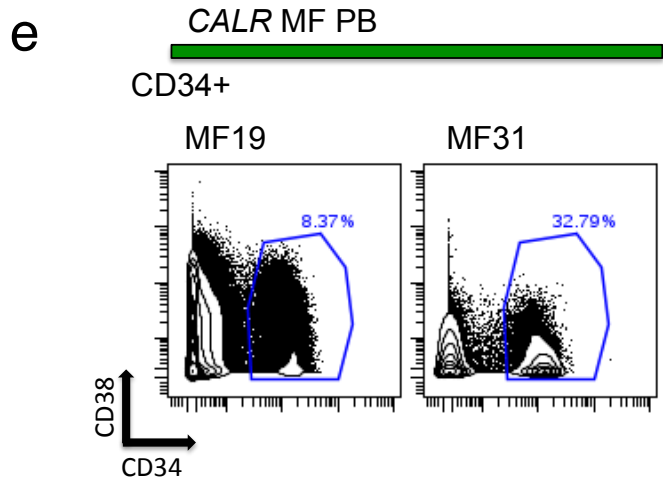 e
CALR MF PB
CD34+
MF19 MF31
8.37% 32.79%
CD38
CD34